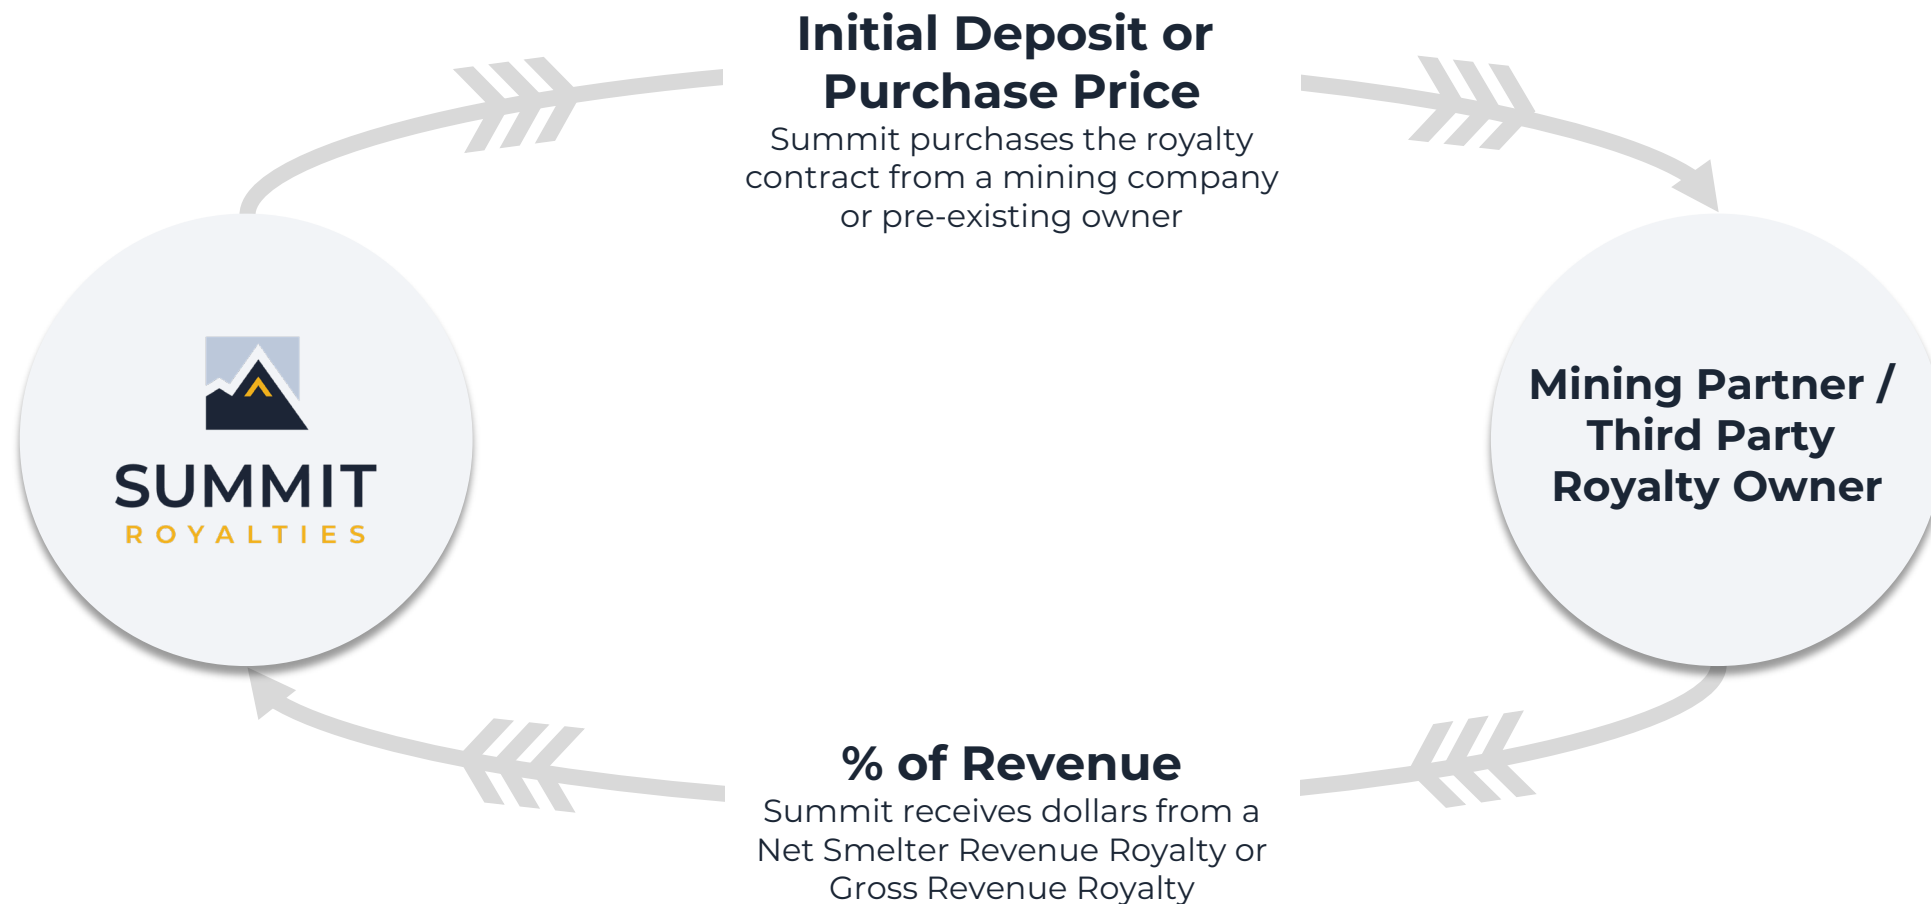 Initial Deposit or
Purchase Price
Summit purchases the royalty
contract from a mining company
or pre-existing owner
SUMMIT
ROYALTIES
Mining Partner /
Third Party
Royalty Owner
% of Revenue
Summit receives dollars from a
Net Smelter Revenue Royalty or
Gross Revenue Royalty